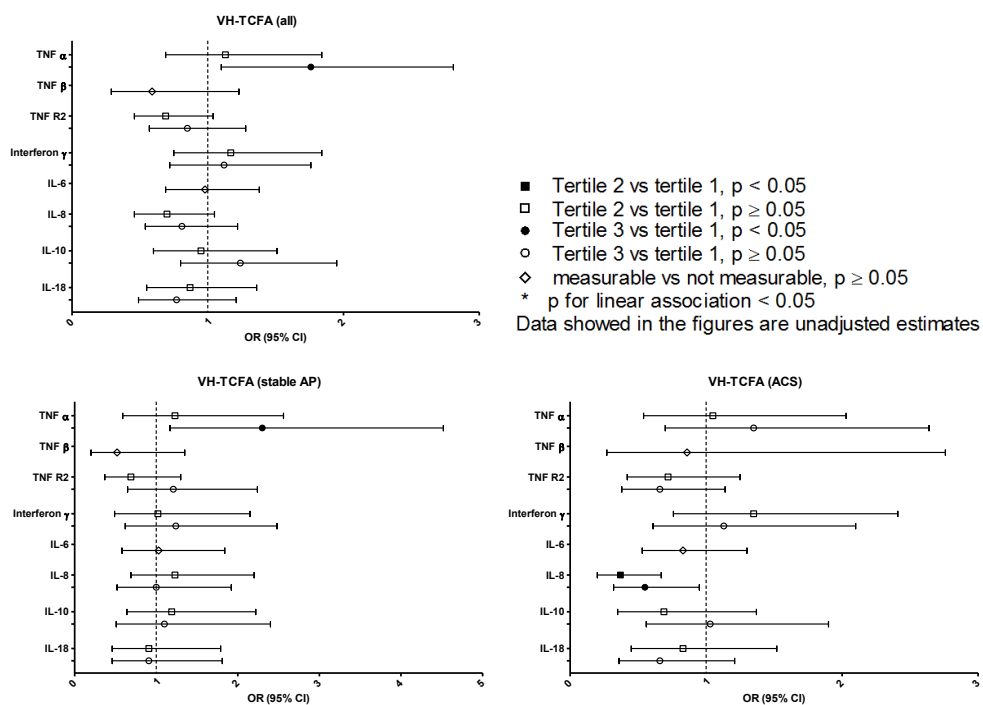 VH-TCFA (all)
TNF α
TNF β
TNF R2
Interferon γ
IL-6
IL-8
IL-10
IL-18
0 1 2 3
OR (95% CI)
■ Tertile 2 vs tertile 1, p < 0.05
□ Tertile 2 vs tertile 1, p ≥ 0.05
● Tertile 3 vs tertile 1, p < 0.05
○ Tertile 3 vs tertile 1, p ≥ 0.05
◇ measurable vs not measurable, p ≥ 0.05
* p for linear association < 0.05
Data showed in the figures are unadjusted estimates
VH-TCFA (stable AP)
TNF α
TNF β
TNF R2
Interferon γ
IL-6
IL-8
IL-10
IL-18
0 1 2 3 4 5
OR (95% CI)
VH-TCFA (ACS)
TNF α
TNF β
TNF R2
Interferon γ
IL-6
IL-8
IL-10
IL-18
0 1 2 3
OR (95% CI)